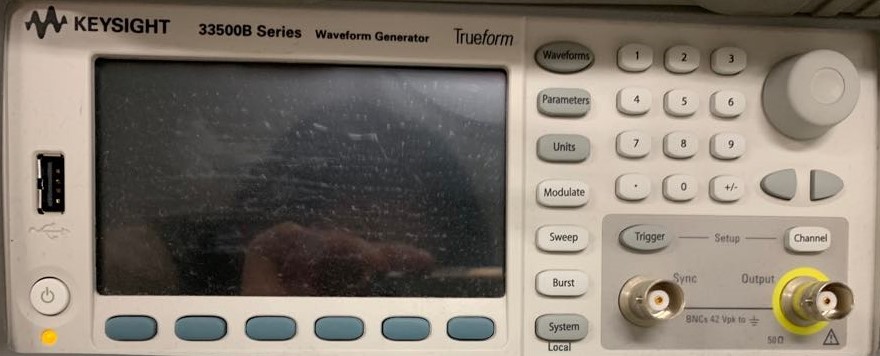 KEYSIGHT 33500B Series Waveform Generator Trueform
Waveforms 1 2 3
Parameters 4 5 6
Units 7 8 9
Modulate . 0 +/-
Sweep Trigger Setup Channel
Burst Sync Output
System BNCs 42 Vpk to
Local 50Ω